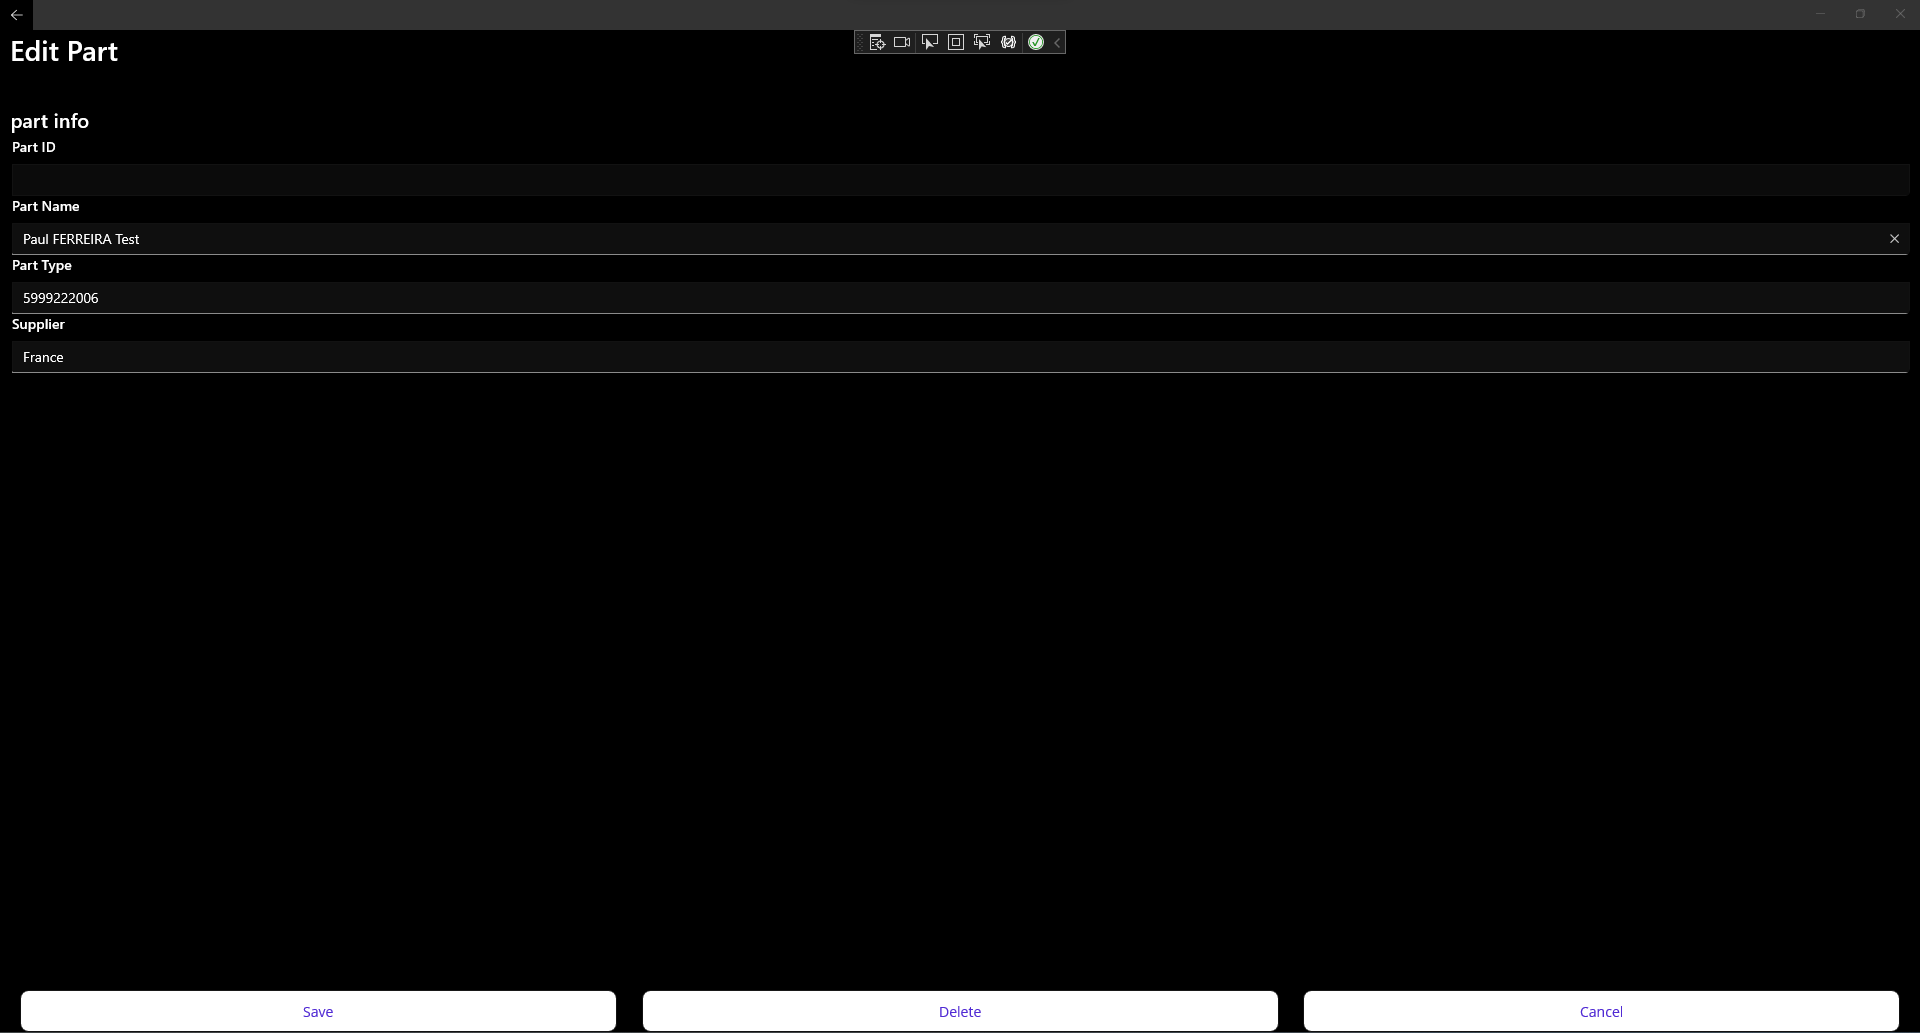 Edit Part
part info
Part ID
Part Name
Paul FERREIRA Test
Part Type
5999222006
Supplier
France
Save
Delete
Cancel